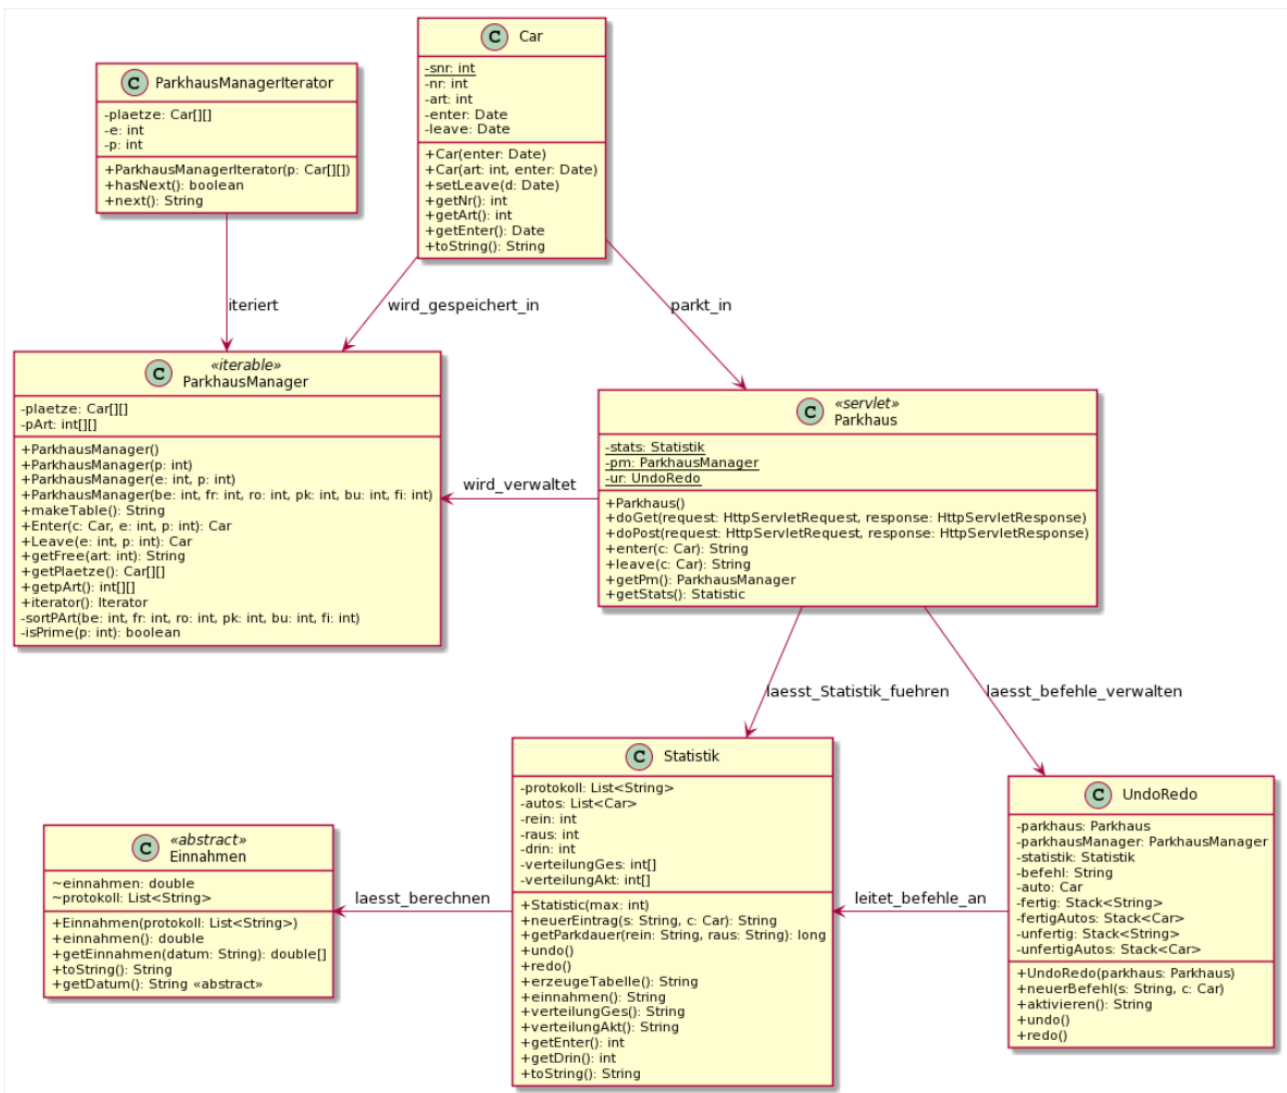 C Car
-snr: int
-nr: int
-art: int
-enter: Date
-leave: Date
+Car(enter: Date)
+Car(art: int, enter: Date)
+setLeave(d: Date)
+getNr(): int
+getArt(): int
+getEnter(): Date
+toString(): String
C ParkhausManagerIterator
-plaetze: Car[][]
-e: int
-p: int
+ParkhausManagerIterator(p: Car[][])
+hasNext(): boolean
+next(): String
iteriert
wird_gespeichert_in
parkt_in
«iterable»
C ParkhausManager
-plaetze: Car[][]
-pArt: int[][]
+ParkhausManager()
+ParkhausManager(p: int)
+ParkhausManager(e: int, p: int)
+ParkhausManager(be: int, fr: int, ro: int, pk: int, bu: int, fi: int)
+makeTable(): String
+Enter(c: Car, e: int, p: int): Car
+Leave(e: int, p: int): Car
+getFree(art: int): String
+getPlaetze(): Car[][]
+getpArt(): int[][]
+iterator(): Iterator
-sortPArt(be: int, fr: int, ro: int, pk: int, bu: int, fi: int)
-isPrime(p: int): boolean
wird_verwaltet
«servlet»
C Parkhaus
-stats: Statistik
-pm: ParkhausManager
-ur: UndoRedo
+Parkhaus()
+doGet(request: HttpServletRequest, response: HttpServletResponse)
+doPost(request: HttpServletRequest, response: HttpServletResponse)
+enter(c: Car): String
+leave(c: Car): String
+getPm(): ParkhausManager
+getStats(): Statistic
laesst_Statistik_fuehren
laesst_befehle_verwalten
«abstract»
C Einnahmen
~einnahmen: double
~protokoll: List<String>
+Einnahmen(protokoll: List<String>)
+einnahmen(): double
+getEinnahmen(datum: String): double[]
+toString(): String
+getDatum(): String «abstract»
laesst_berechnen
C Statistik
-protokoll: List<String>
-autos: List<Car>
-rein: int
-raus: int
-drin: int
-verteilungGes: int[]
-verteilungAkt: int[]
+Statistic(max: int)
+neuerEintrag(s: String, c: Car): String
+getParkdauer(rein: String, raus: String): long
+undo()
+redo()
+erzeugeTabelle(): String
+einnahmen(): String
+verteilungGes(): String
+verteilungAkt(): String
+getEnter(): int
+getDrin(): int
+toString(): String
leitet_befehle_an
C UndoRedo
-parkhaus: Parkhaus
-parkhausManager: ParkhausManager
-statistik: Statistik
-befehl: String
-auto: Car
-fertig: Stack<String>
-fertigAutos: Stack<Car>
-unfertig: Stack<String>
-unfertigAutos: Stack<Car>
+UndoRedo(parkhaus: Parkhaus)
+neuerBefehl(s: String, c: Car)
+aktivieren(): String
+undo()
+redo()